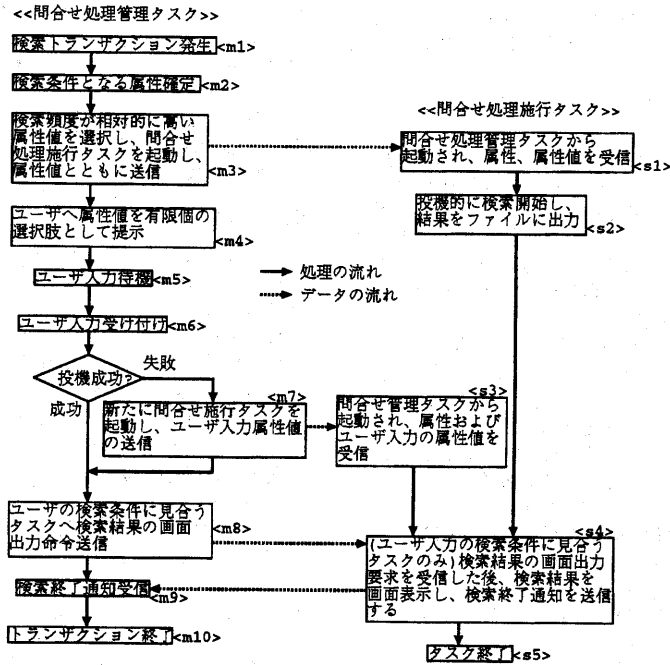 <<問合せ処理管理タスク>>
検索トランザクション発生<m1>
検索条件となる属性確定<m2>
検索頻度が相対的に高い
属性値を選択し、問合せ
処理施行タスクを起動し、
属性値とともに送信
<m3>
ユーザへ属性値を有限個の
選択肢として提示
<m4>
ユーザ入力待機<m5>
ユーザ入力受け付け<m6>
投機成功?
失敗
成功
<m7>
新たに問合せ施行タスクを
起動し、ユーザ入力属性値
の送信
ユーザの検索条件に見合う
タスクへ検索結果の画面
出力命令送信
<m8>
検索終了通知受信
<m9>
トランザクション終了<m10>
<<問合せ処理施行タスク>>
問合せ処理管理タスクから
起動され、属性、属性値を受信
<s1>
投機的に検索開始し、
結果をファイルに出力
<s2>
処理の流れ
データの流れ
<s3>
問合せ管理タスクから
起動され、属性および
ユーザ入力の属性値を
受信
<s4>
(ユーザ入力の検索条件に見合う
タスクのみ)検索結果の画面出力
要求を受信した後、検索結果を
画面表示し、検索終了通知を送信
する
タスク終了<s5>